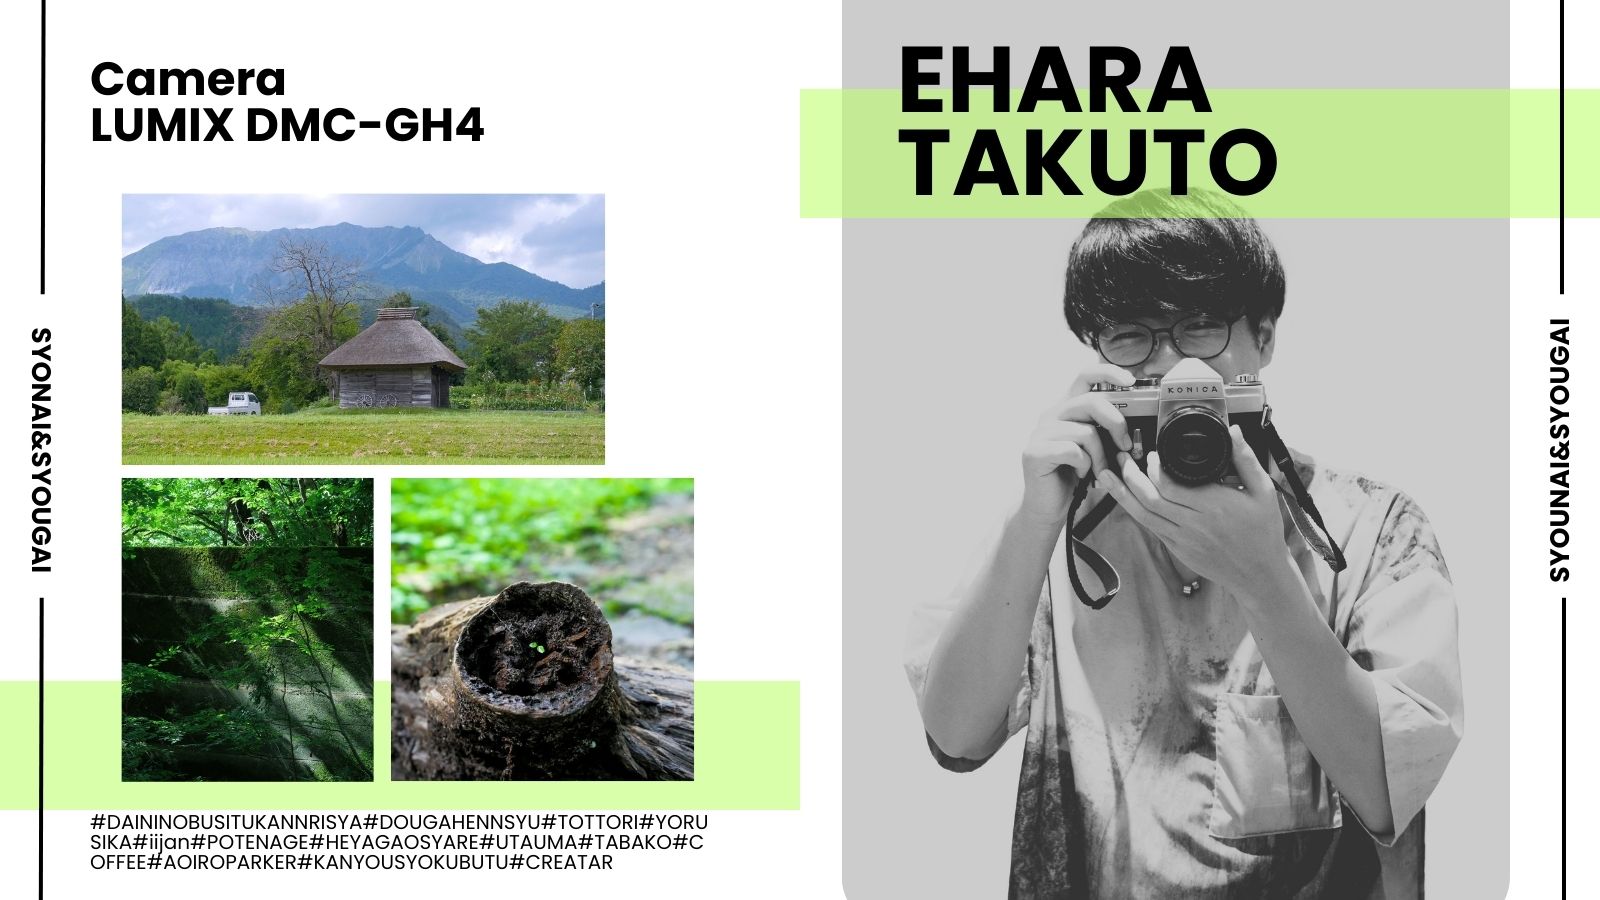 Camera
LUMIX DMC-GH4
SYONAI&SYOUGAI
#DAININOBUSITUKANNRISYA#DOUGAHENNSYU#TOTTORI#YORU
SIKA#iijan#POTENAGE#HEYAGAOSYARE#UTAUMA#TABAKO#C
OFFEE#AOIROPARKER#KANYOUSYOKUBUTU#CREATAR
EHARA
TAKUTO
KONICA
SYOUNAI&SYOUGAI